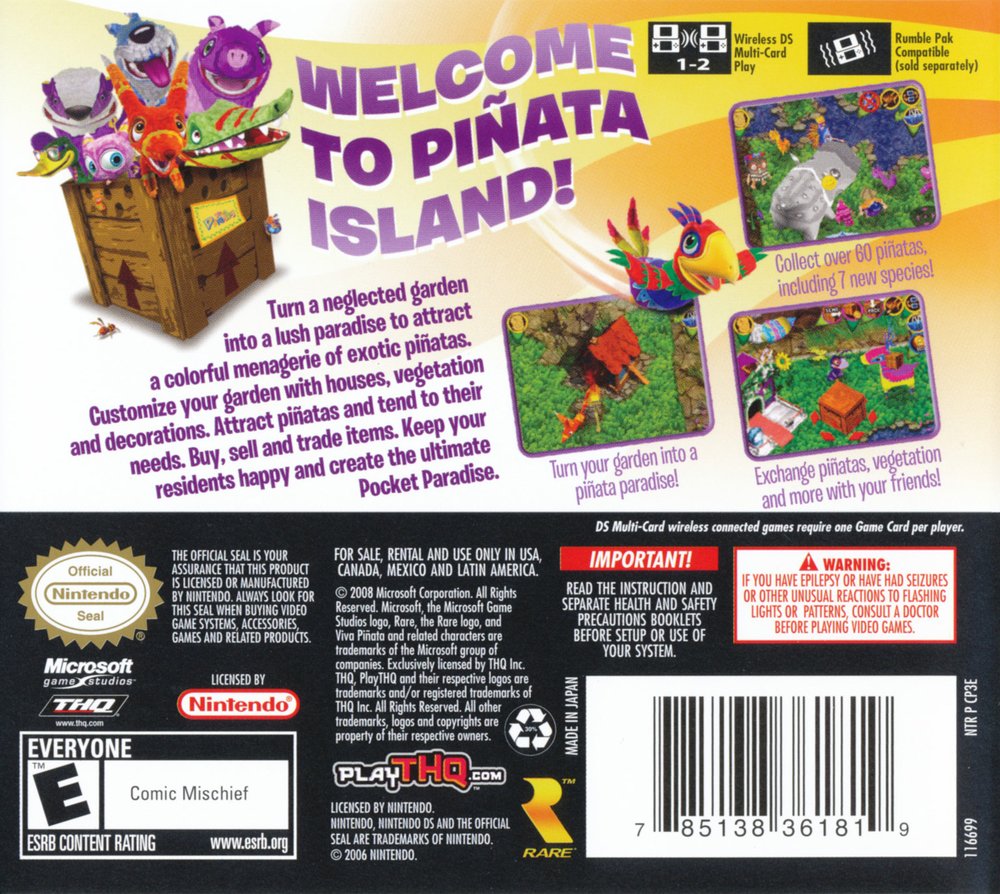 WELCOME
TO PIÑATA
ISLAND!
Wireless DS
Multi-Card
Play
1-2
Rumble Pak
Compatible
(sold separately)
Collect over 60 piñatas,
including 7 new species!
Turn a neglected garden
into a lush paradise to attract
a colorful menagerie of exotic piñatas.
Customize your garden with houses, vegetation
and decorations. Attract piñatas and tend to their
needs. Buy, sell and trade items. Keep your
residents happy and create the ultimate
Pocket Paradise.
Turn your garden into a
piñata paradise!
Exchange piñatas, vegetation
and more with your friends!
DS Multi-Card wireless connected games require one Game Card per player.
Official
Nintendo
Seal
®
THE OFFICIAL SEAL IS YOUR
ASSURANCE THAT THIS PRODUCT
IS LICENSED OR MANUFACTURED
BY NINTENDO. ALWAYS LOOK FOR
THIS SEAL WHEN BUYING VIDEO
GAME SYSTEMS, ACCESSORIES,
GAMES AND RELATED PRODUCTS.
Microsoft
game studios™
THQ
www.thq.com
LICENSED BY
Nintendo®
EVERYONE
TM
E
Comic Mischief
ESRB CONTENT RATING www.esrb.org
FOR SALE, RENTAL AND USE ONLY IN USA,
CANADA, MEXICO AND LATIN AMERICA.
© 2008 Microsoft Corporation. All Rights
Reserved. Microsoft, the Microsoft Game
Studios logo, Rare, the Rare logo, and
Viva Piñata and related characters are
trademarks of the Microsoft group of
companies. Exclusively licensed by THQ Inc.
THQ, PlayTHQ and their respective logos are
trademarks and/or registered trademarks of
THQ Inc. All Rights Reserved. All other
trademarks, logos and copyrights are
property of their respective owners.
30%
PLAYTHQ.COM
™
LICENSED BY NINTENDO.
NINTENDO, NINTENDO DS AND THE OFFICIAL
SEAL ARE TRADEMARKS OF NINTENDO.
© 2006 NINTENDO.
™
RARE
IMPORTANT!
READ THE INSTRUCTION AND
SEPARATE HEALTH AND SAFETY
PRECAUTIONS BOOKLETS
BEFORE SETUP OR USE OF
YOUR SYSTEM.
WARNING:
IF YOU HAVE EPILEPSY OR HAVE HAD SEIZURES
OR OTHER UNUSUAL REACTIONS TO FLASHING
LIGHTS OR PATTERNS, CONSULT A DOCTOR
BEFORE PLAYING VIDEO GAMES.
MADE IN JAPAN
7 85138 36181 9
NTR P CP3E
116699